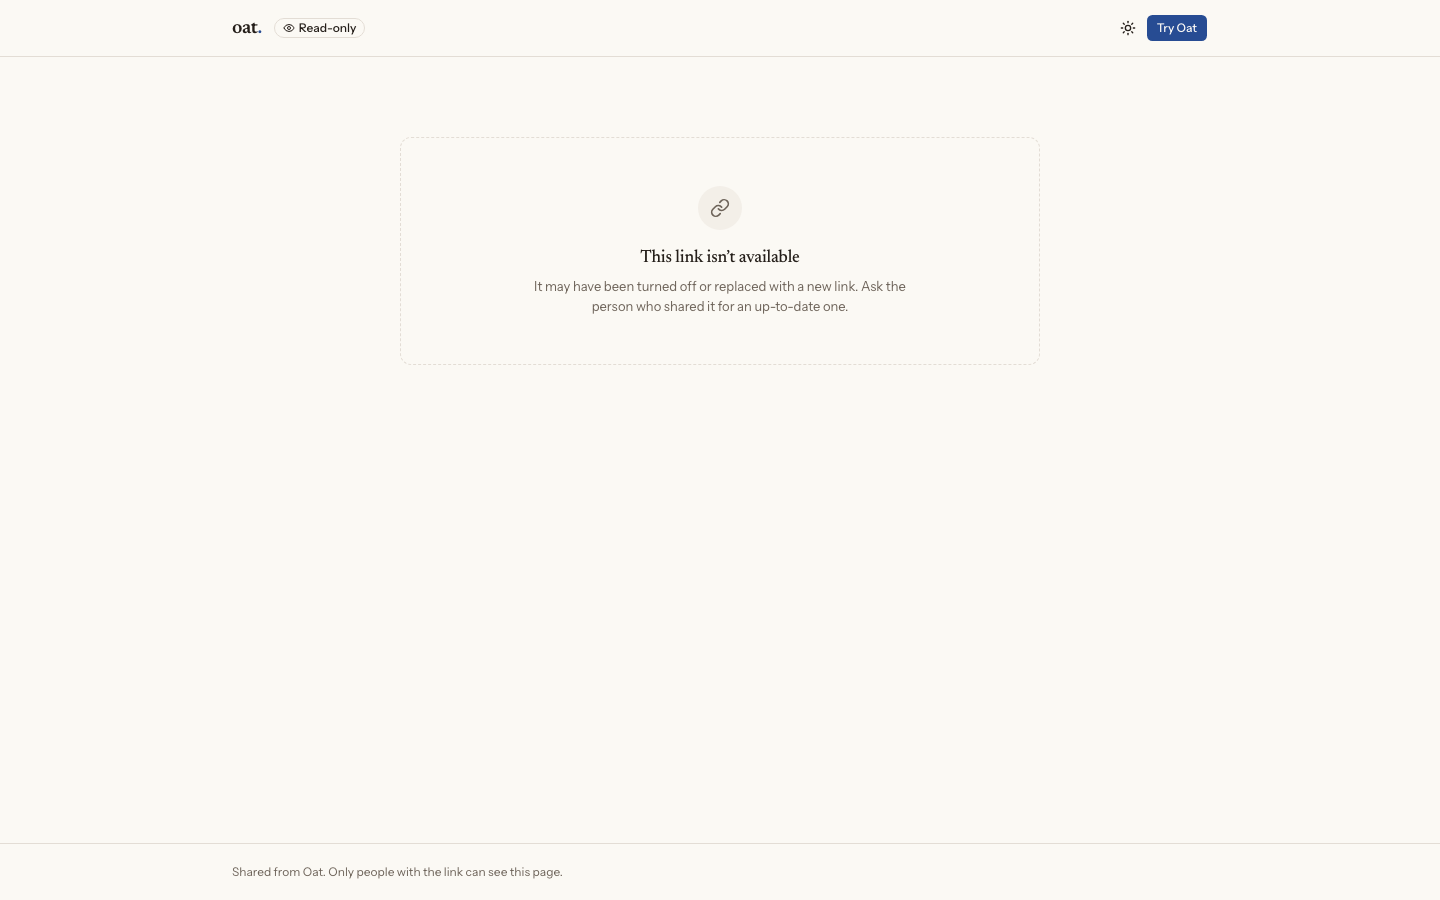 oat.
Read-only
Try Oat
This link isn’t available
It may have been turned off or replaced with a new link. Ask the
person who shared it for an up-to-date one.
Shared from Oat. Only people with the link can see this page.